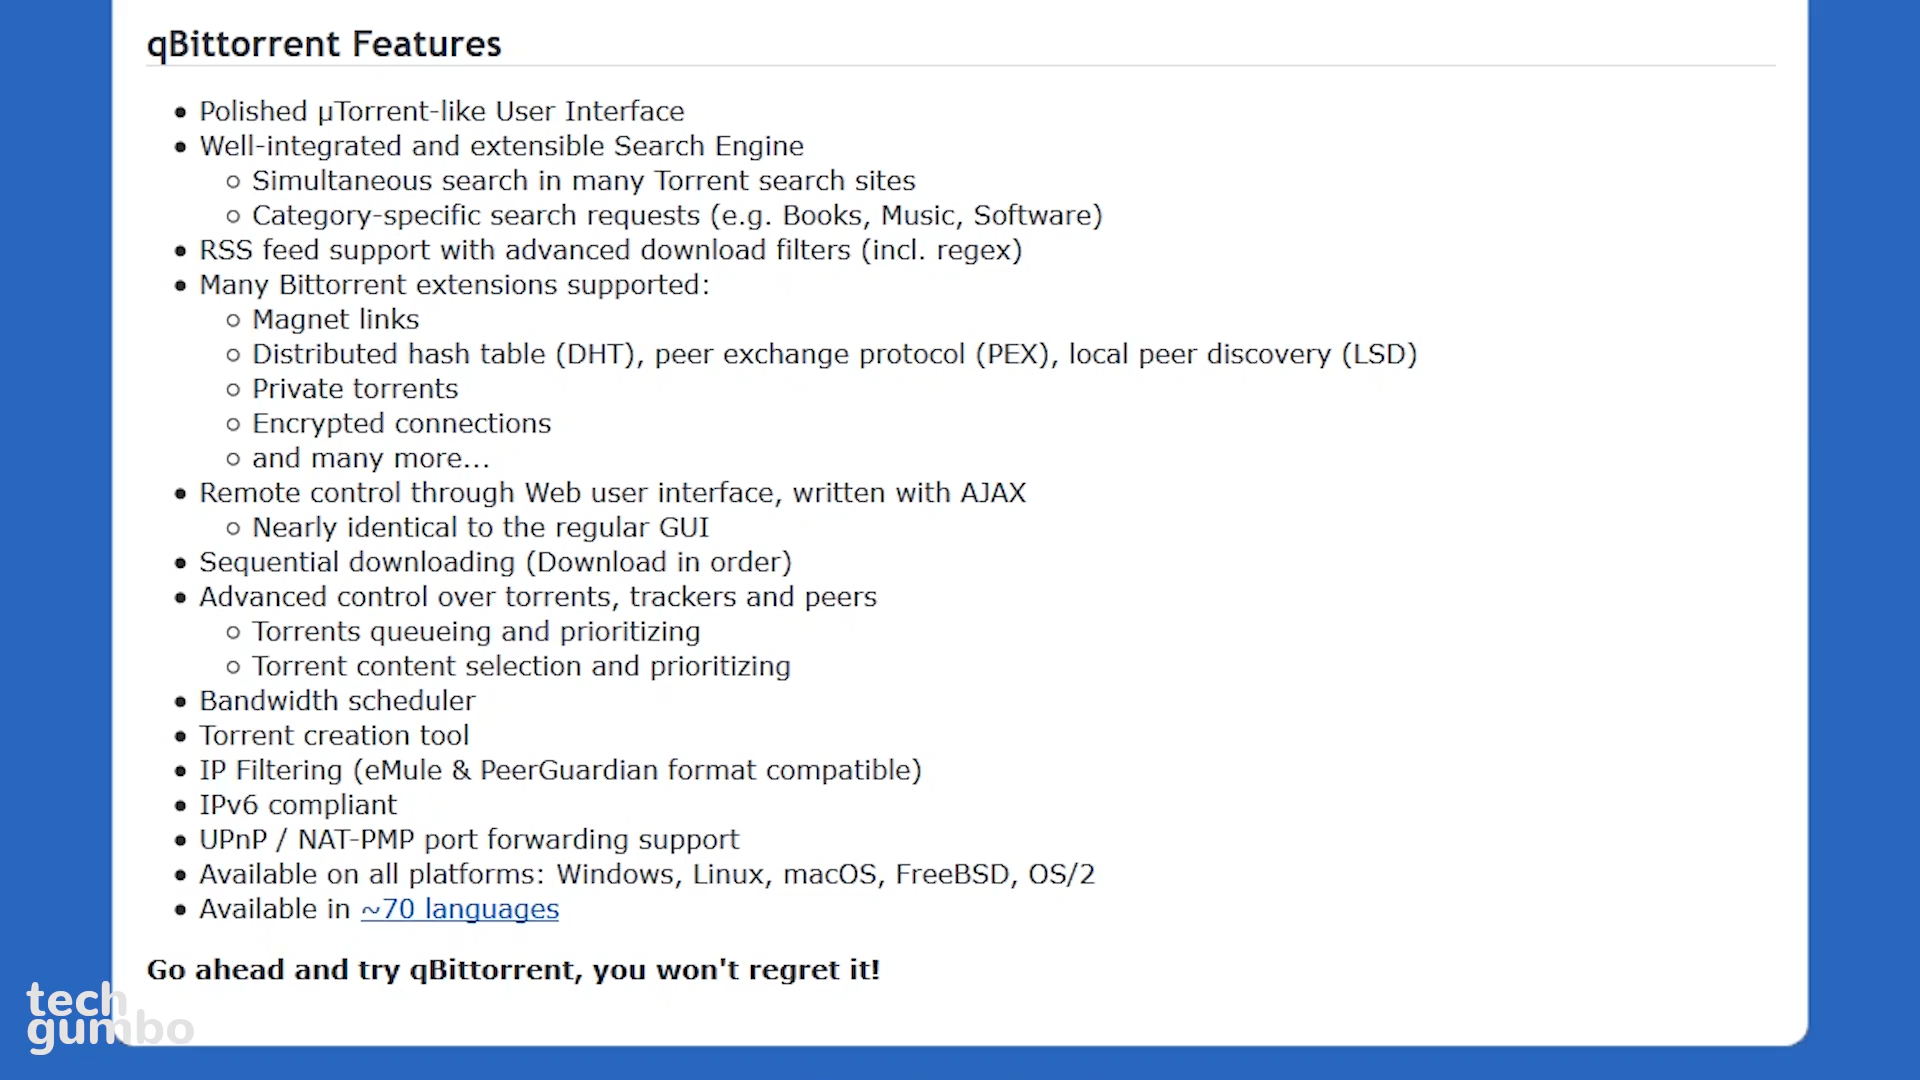 qBittorrent Features
Polished µTorrent-like User Interface
Well-integrated and extensible Search Engine
Simultaneous search in many Torrent search sites
Category-specific search requests (e.g. Books, Music, Software)
RSS feed support with advanced download filters (incl. regex)
Many Bittorrent extensions supported:
Magnet links
Distributed hash table (DHT), peer exchange protocol (PEX), local peer discovery (LSD)
Private torrents
Encrypted connections
and many more...
Remote control through Web user interface, written with AJAX
Nearly identical to the regular GUI
Sequential downloading (Download in order)
Advanced control over torrents, trackers and peers
Torrents queueing and prioritizing
Torrent content selection and prioritizing
Bandwidth scheduler
Torrent creation tool
IP Filtering (eMule & PeerGuardian format compatible)
IPv6 compliant
UPnP / NAT-PMP port forwarding support
Available on all platforms: Windows, Linux, macOS, FreeBSD, OS/2
Available in ~70 languages
Go ahead and try qBittorrent, you won't regret it!
tech
gumbo